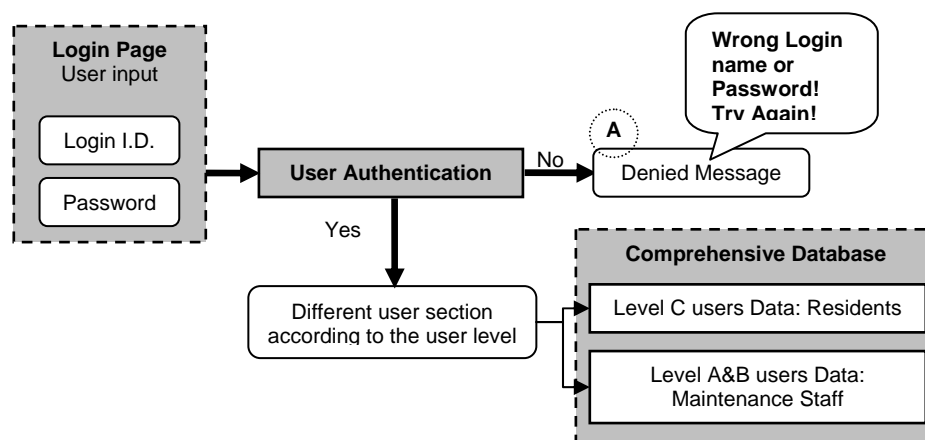 Login Page
User input
Login I.D.
Password
User Authentication
No
Yes
A
Wrong Login
name or
Password!
Try Again!
Denied Message
Different user section
according to the user level
Comprehensive Database
Level C users Data: Residents
Level A&B users Data:
Maintenance Staff